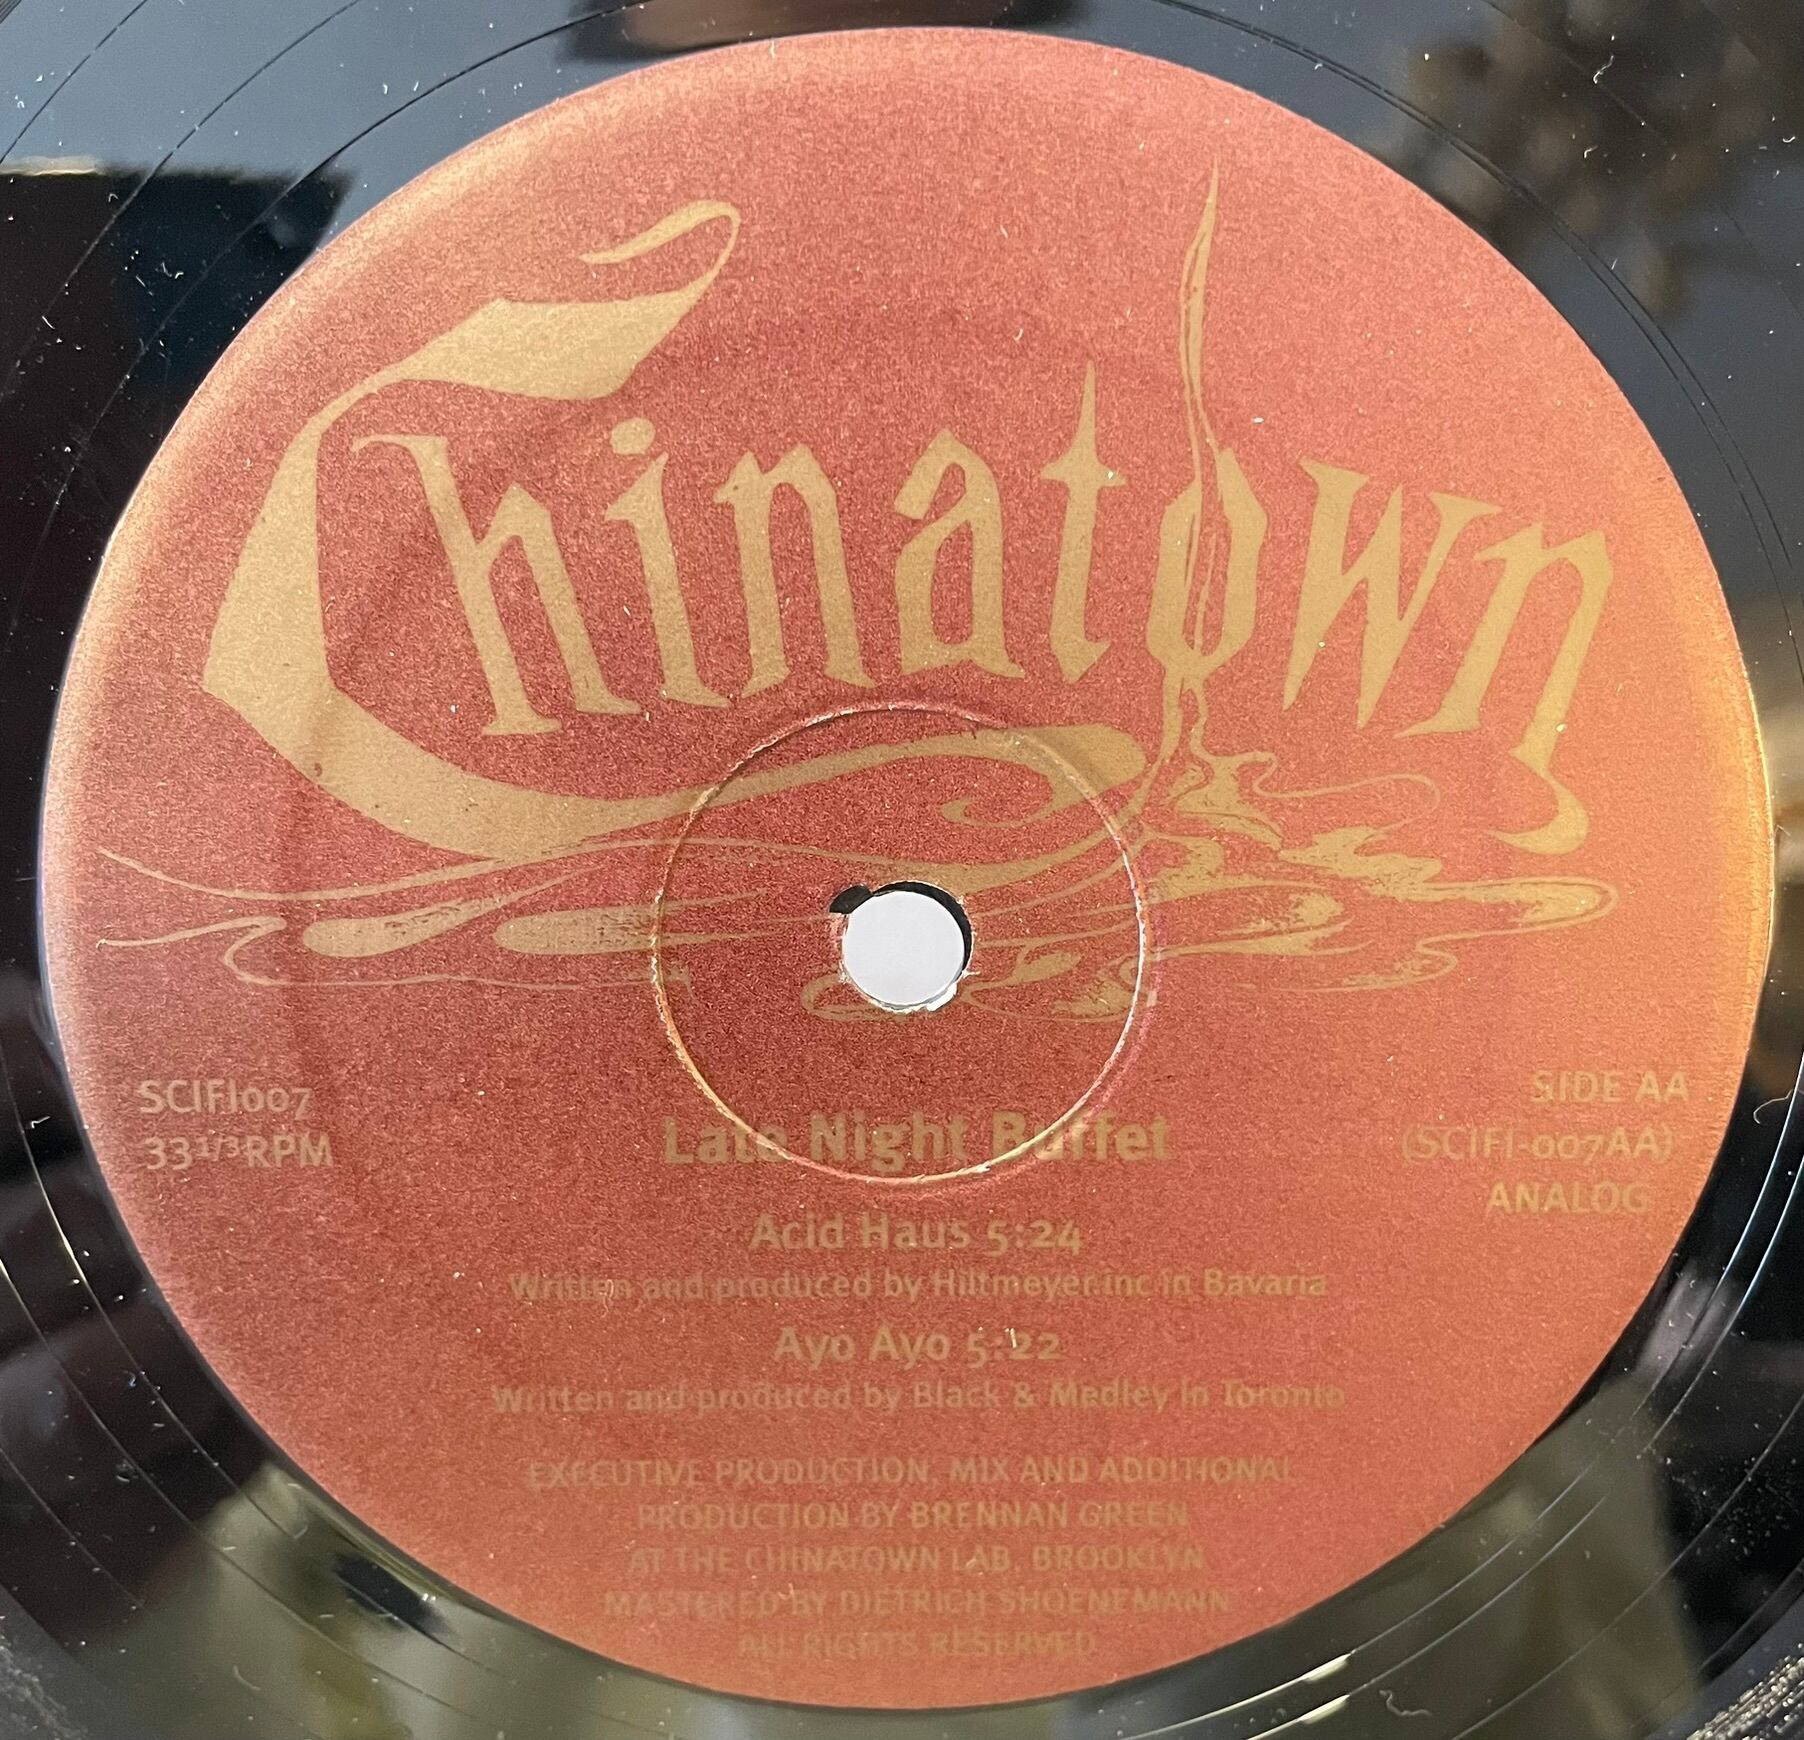 Chinatown
SCIFI007
33 1/3 RPM
SIDE AA
(SCIFI-007AA)
ANALOG
Late Night Buffet
Acid Haus 5:24
Written and produced by Hiltmeyer.inc in Bavaria
Ayo Ayo 5:22
Written and produced by Black & Medley in Toronto
EXECUTIVE PRODUCTION, MIX AND ADDITIONAL
PRODUCTION BY BRENNAN GREEN
AT THE CHINATOWN LAB, BROOKLYN
MASTERED BY DIETRICH SHOENEMANN
ALL RIGHTS RESERVED